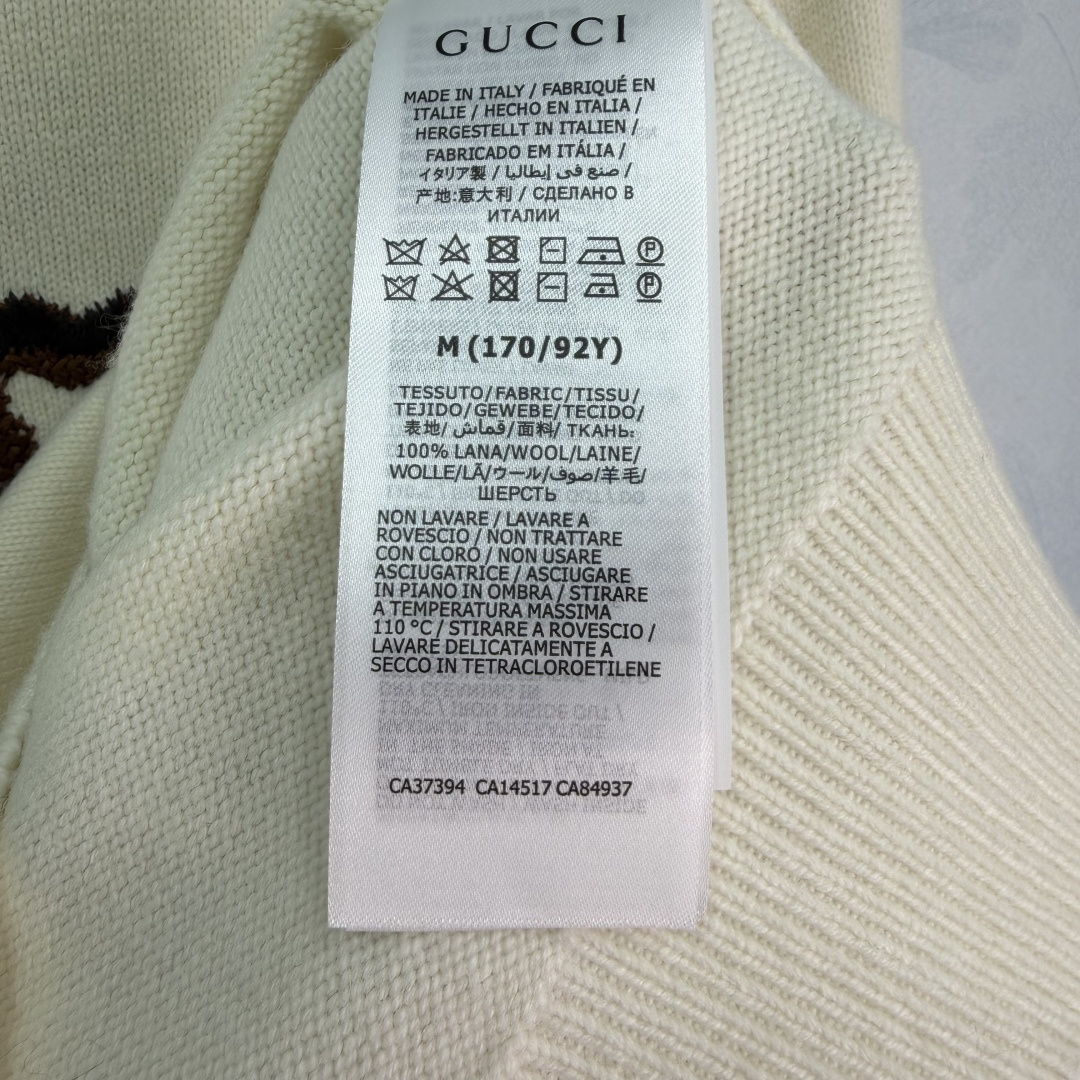 GUCCI
MADE IN ITALY / FABRIQUÉ EN
ITALIE / HECHO EN ITALIA /
HERGESTELLT IN ITALIEN /
FABRICADO EM ITÁLIA /
イタリア製 / صنع في إيطاليا /
产地:意大利 / СДЕЛАНО В
ИТАЛИИ
M (170/92Y)
TESSUTO/FABRIC/TISSU/
TEJIDO/GEWEBE/TECIDO/
表地/ قماش/面料/ ТКАНЬ:
100% LANA/WOOL/LAINE/
WOLLE/LÃ/ウール/صوف/羊毛/
ШЕРСТЬ
NON LAVARE / LAVARE A
ROVESCIO / NON TRATTARE
CON CLORO / NON USARE
ASCIUGATRICE / ASCIUGARE
IN PIANO IN OMBRA / STIRARE
A TEMPERATURA MASSIMA
110 °C / STIRARE A ROVESCIO /
LAVARE DELICATAMENTE A
SECCO IN TETRACLOROETILENE
CA37394 CA14517 CA84937